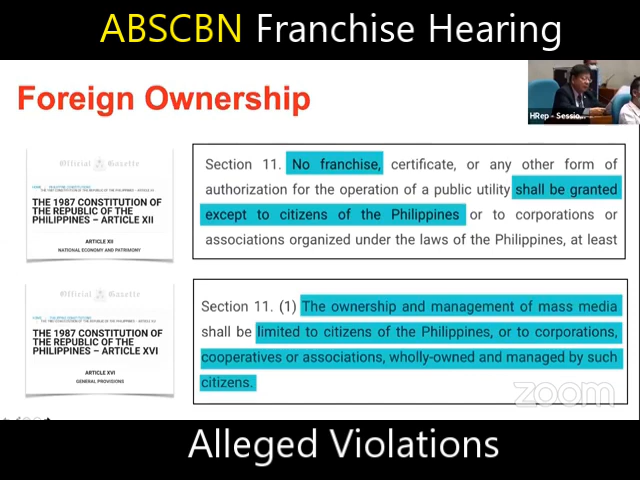 ABSCBN Franchise Hearing
Foreign Ownership
HRep - Sessio...
Official Gazette
THE 1987 CONSTITUTION OF
THE REPUBLIC OF THE
PHILIPPINES – ARTICLE XII
ARTICLE XII
NATIONAL ECONOMY AND PATRIMONY
Section 11. No franchise, certificate, or any other form of
authorization for the operation of a public utility shall be granted
except to citizens of the Philippines or to corporations or
associations organized under the laws of the Philippines, at least
Official Gazette
THE 1987 CONSTITUTION OF
THE REPUBLIC OF THE
PHILIPPINES – ARTICLE XVI
ARTICLE XVI
GENERAL PROVISIONS
Section 11. (1) The ownership and management of mass media
shall be limited to citizens of the Philippines, or to corporations,
cooperatives or associations, wholly-owned and managed by such
citizens.
zoom
Alleged Violations